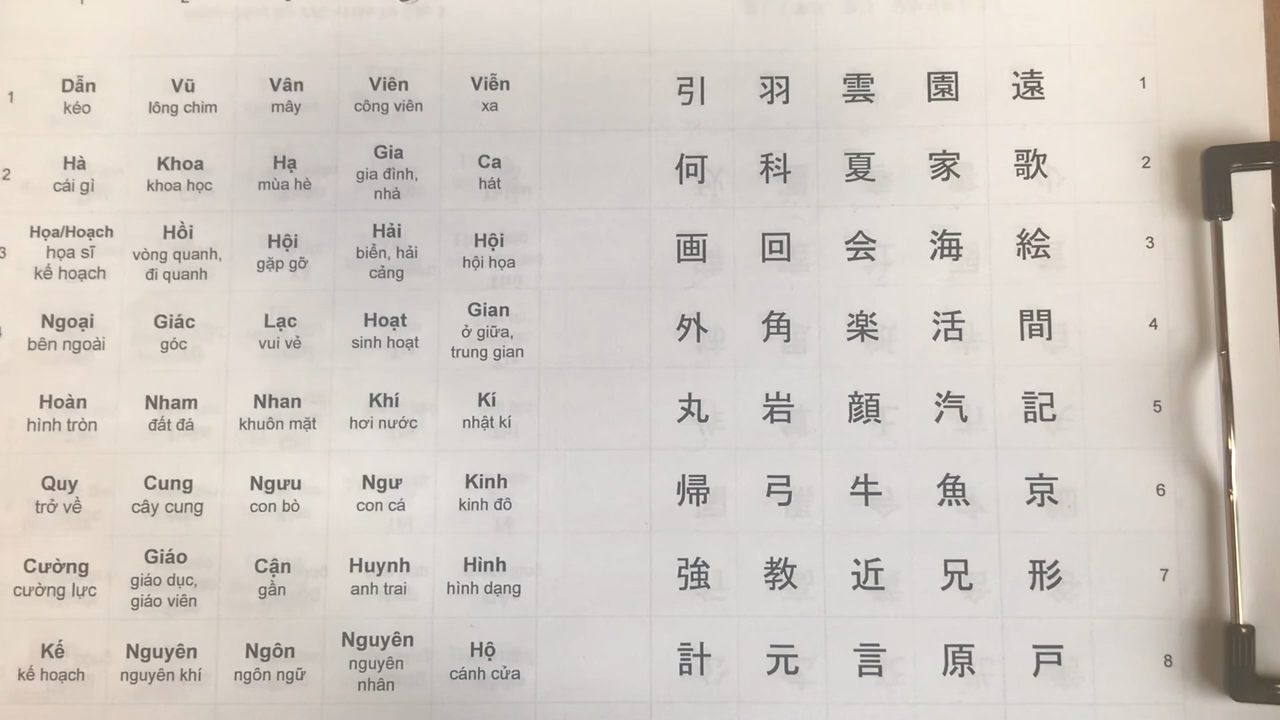 1 Dẫn Vũ Vân Viên Viễn 引 羽 雲 園 遠 1
kéo lông chim mây công viên xa
2 Hà Khoa Hạ Gia Ca 何 科 夏 家 歌 2
cái gì khoa học mùa hè gia đình, hát
nhà
3 Họa/Hoạch Hồi Hội Hải Hội 画 回 会 海 絵 3
họa sĩ vòng quanh, gặp gỡ biển, hải hội họa
kế hoạch đi quanh cảng
Ngoại Giác Lạc Hoạt Gian 外 角 楽 活 間 4
bên ngoài góc vui vẻ sinh hoạt ở giữa,
trung gian
Hoàn Nham Nhan Khí Kí 丸 岩 顔 汽 記 5
hình tròn đất đá khuôn mặt hơi nước nhật kí
Quy Cung Ngưu Ngư Kinh 帰 弓 牛 魚 京 6
trở về cây cung con bò con cá kinh đô
Cường Giáo Cận Huynh Hình 強 教 近 兄 形 7
cường lực giáo dục, gần anh trai hình dạng
giáo viên
Kế Nguyên Ngôn Nguyên Hộ 計 元 言 原 戸 8
kế hoạch nguyên khí ngôn ngữ nguyên cánh cửa
nhân